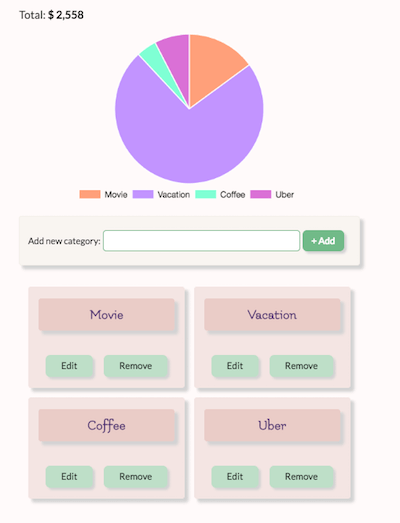 Total: $ 2,558
Movie Vacation Coffee Uber
Add new category: + Add
Movie Vacation
Edit Remove Edit Remove
Coffee Uber
Edit Remove Edit Remove